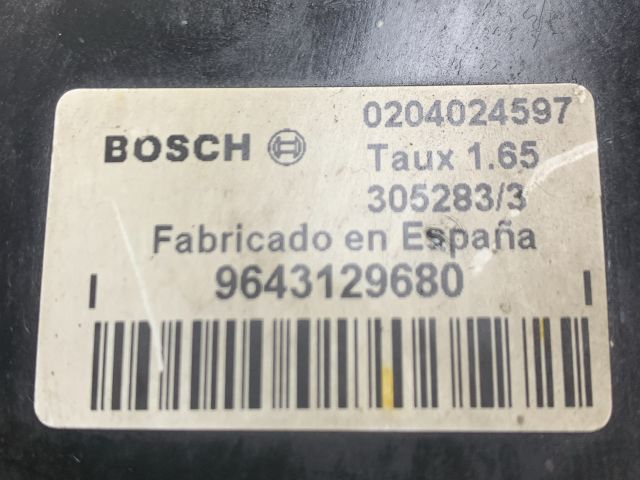 0204024597
BOSCH Taux 1.65
305283/3
Fabricado en España
9643129680